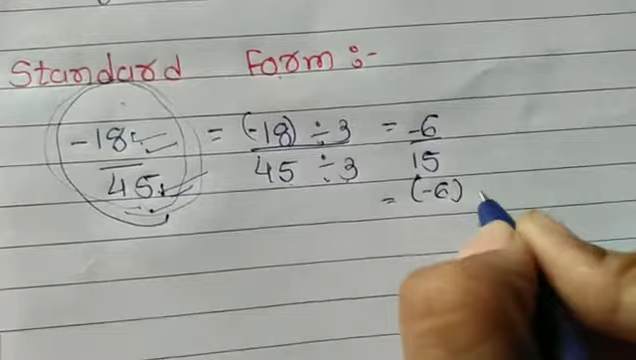 Standard Form :-
-18/45 = (-18) ÷ 3 / 45 ÷ 3 = -6/15
= (-6)